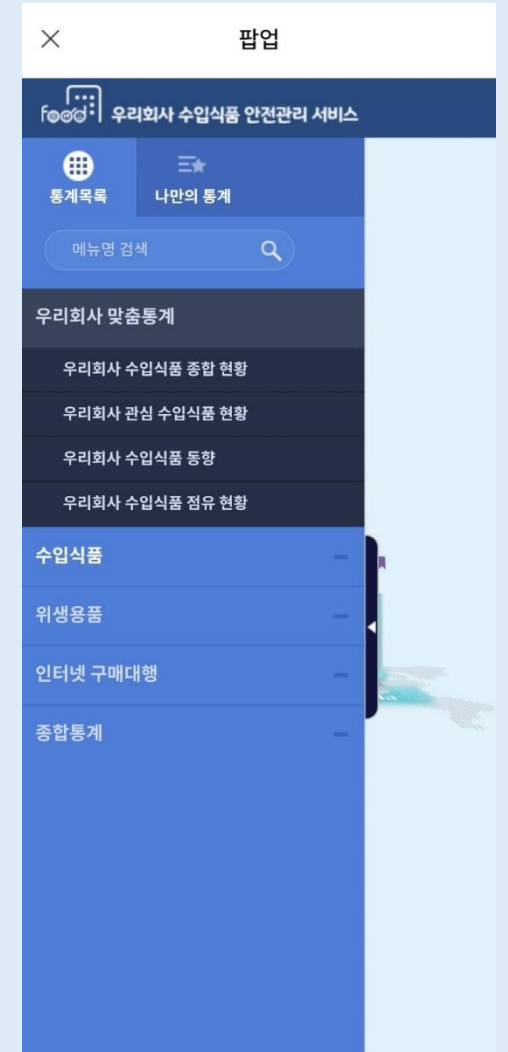 팝업
food 우리회사 수입식품 안전관리 서비스
통계목록 나만의 통계
메뉴명 검색
우리회사 맞춤통계
우리회사 수입식품 종합 현황
우리회사 관심 수입식품 현황
우리회사 수입식품 동향
우리회사 수입식품 점유 현황
수입식품
위생용품
인터넷 구매대행
종합통계